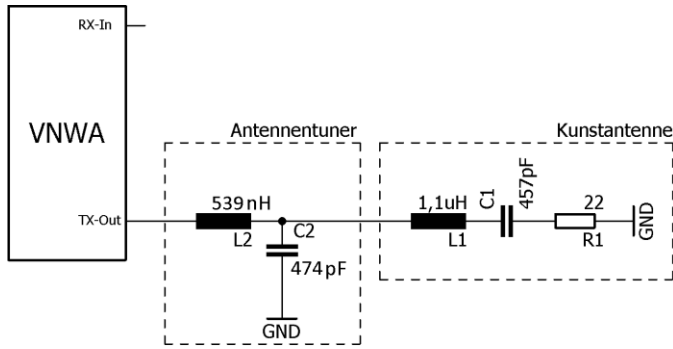 RX-In
VNWA
TX-Out
Antennentuner
539nH
L2
C2
474pF
GND
Kunstantenne
1,1uH
L1
C1
457pF
22
R1
GND